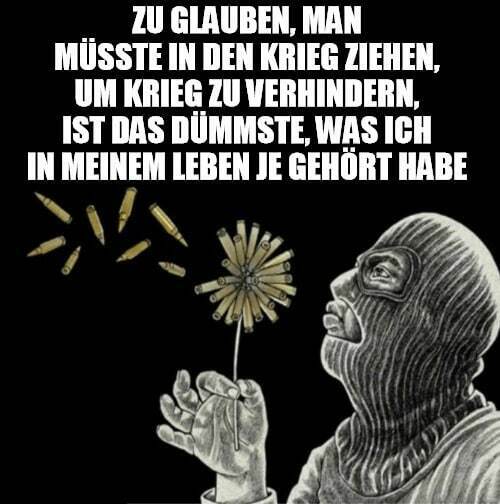 ZU GLAUBEN, MAN
MÜSSTE IN DEN KRIEG ZIEHEN,
UM KRIEG ZU VERHINDERN,
IST DAS DÜMMSTE, WAS ICH
IN MEINEM LEBEN JE GEHÖRT HABE